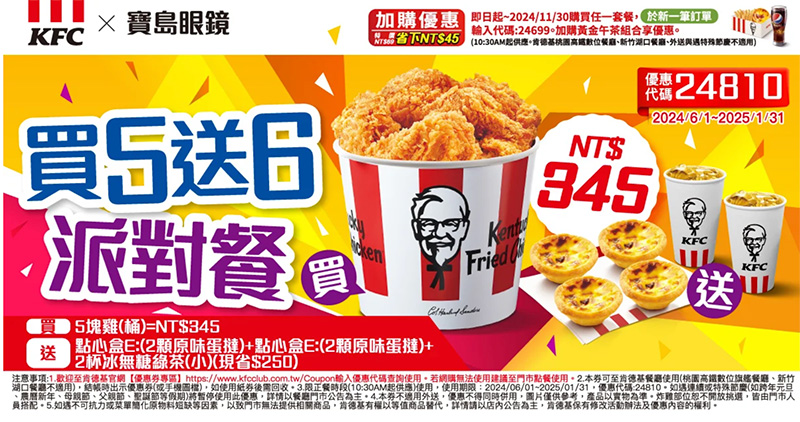 KFC × 寶島眼鏡
加購優惠
特價 NT$69 省下NT$45
即日起~2024/11/30購買任一套餐, 於新一筆訂單
輸入代碼:24699。加購黃金午茶組合享優惠。
(10:30AM起供應。肯德基桃園高鐵數位餐廳、新竹湖口餐廳、外送與遇特殊節慶不適用)
優惠代碼 24810
2024/6/1~2025/1/31
買5送6
派對餐
買
NT$
345
Kentu
Fried Ch
KFC
KFC
送
買 5塊雞(桶)=NT$345
送 點心盒E:(2顆原味蛋撻)+點心盒E:(2顆原味蛋撻)+
2杯冰無糖綠茶(小)(現省$250)
注意事項:1.歡迎至肯德基官網【優惠券專區】https://www.kfcclub.com.tw/Coupon輸入優惠代碼查詢使用。若網購無法使用建議至門市點餐使用。2.本券可至肯德基餐廳使用(桃園高鐵數位旗艦餐廳、新竹
湖口餐廳不適用)，結帳時出示優惠券(或手機圖檔)，如使用紙券後需回收。3.限正餐時段(10:30AM起供應)使用，使用期限：2024/06/01~2025/01/31，優惠代碼:24810。如遇連續或特殊節慶(如跨年元旦
、農曆新年、母親節、父親節、聖誕節等假期)將暫停使用此優惠，詳情以餐廳門市公告為主。4.本券不適用外送，優惠不得同時併用，圖片僅供參考，產品以實物為準。炸雞部位恕不開放挑選，皆由門市人
員搭配。5.如遇不可抗力或菜單簡化原物料短缺等因素，以致門市無法提供相關商品，肯德基有權以等值商品替代，詳情請以店內公告為主，肯德基保有修改活動辦法及優惠內容的權利。